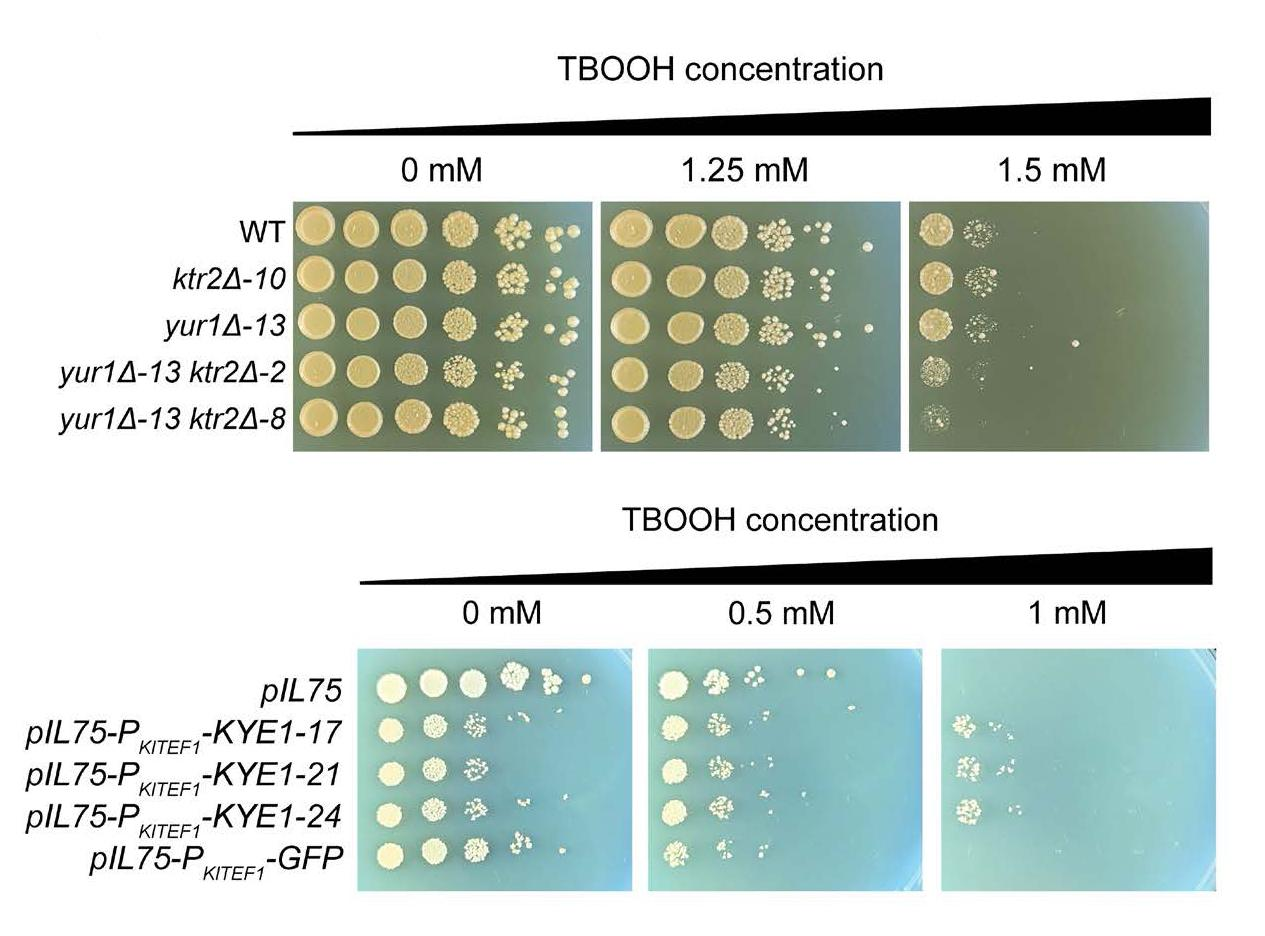 TBOOH concentration
0 mM 1.25 mM 1.5 mM
WT
ktr2Δ-10
yur1Δ-13
yur1Δ-13 ktr2Δ-2
yur1Δ-13 ktr2Δ-8
TBOOH concentration
0 mM 0.5 mM 1 mM
pIL75
pIL75-PKlTEF1-KYE1-17
pIL75-PKlTEF1-KYE1-21
pIL75-PKlTEF1-KYE1-24
pIL75-PKlTEF1-GFP